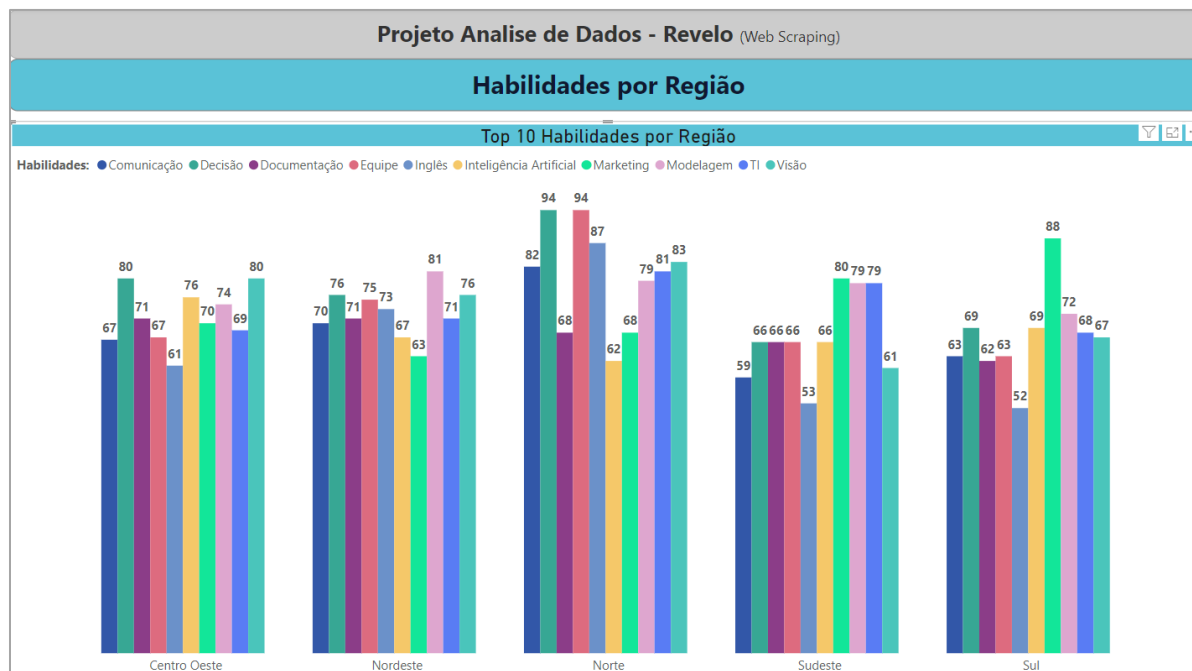 Projeto Analise de Dados - Revelo (Web Scraping)
Habilidades por Região
Top 10 Habilidades por Região
Habilidades: Comunicação Decisão Documentação Equipe Inglês Inteligência Artificial Marketing Modelagem TI Visão
67 80 71 67 61 76 70 74 69 80
70 76 71 75 73 67 63 81 71 76
82 94 68 94 87 62 68 79 81 83
59 66 66 66 53 66 80 79 79 61
63 69 62 63 52 69 88 72 68 67
Centro Oeste Nordeste Norte Sudeste Sul